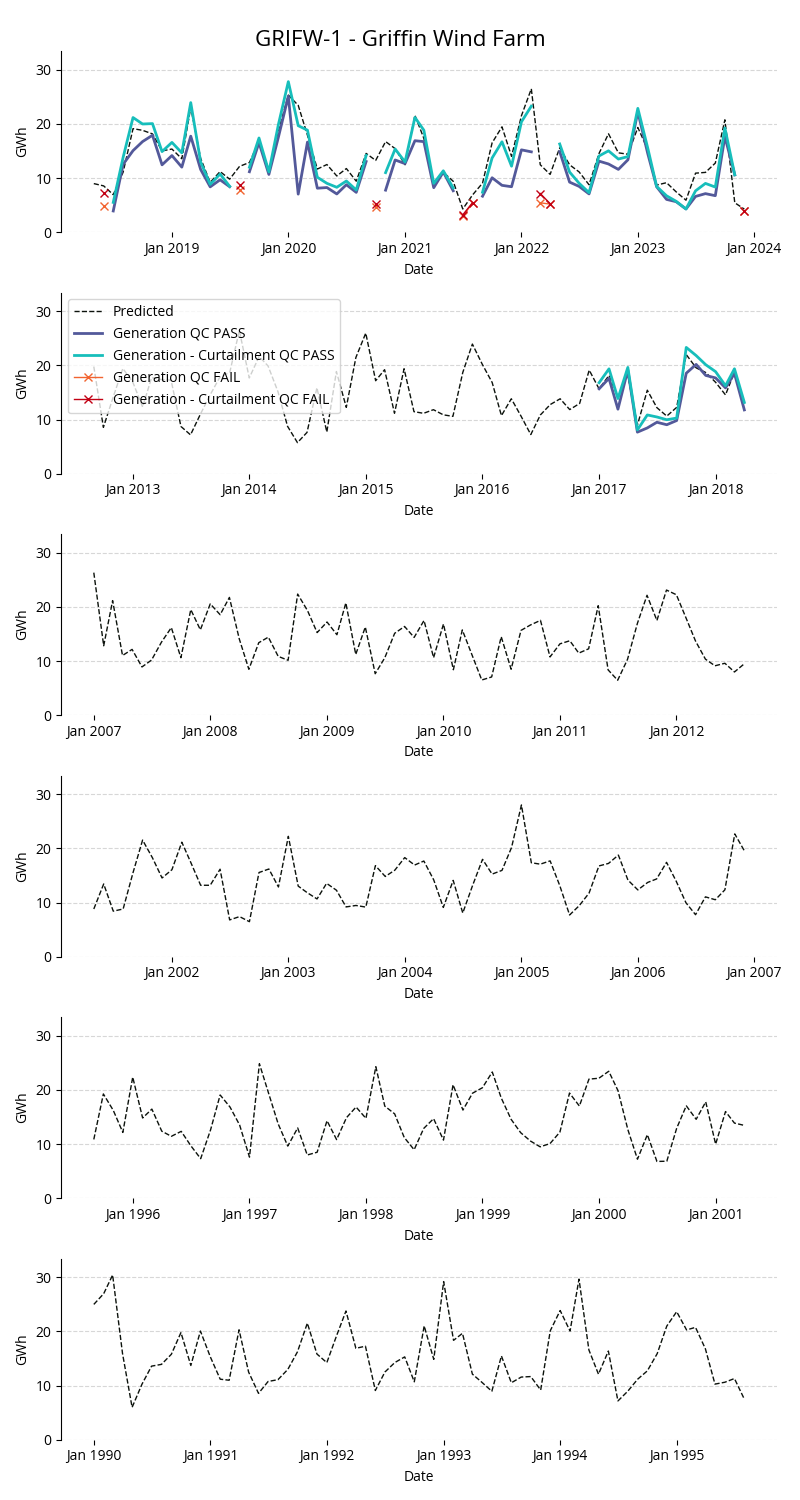 GRIFW-1 - Griffin Wind Farm
30
20
10
0
GWh
Jan 2019 Jan 2020 Jan 2021 Jan 2022 Jan 2023 Jan 2024
Date
30
20
10
0
GWh
Predicted
Generation QC PASS
Generation - Curtailment QC PASS
Generation QC FAIL
Generation - Curtailment QC FAIL
Jan 2013 Jan 2014 Jan 2015 Jan 2016 Jan 2017 Jan 2018
Date
30
20
10
0
GWh
Jan 2007 Jan 2008 Jan 2009 Jan 2010 Jan 2011 Jan 2012
Date
30
20
10
0
GWh
Jan 2002 Jan 2003 Jan 2004 Jan 2005 Jan 2006 Jan 2007
Date
30
20
10
0
GWh
Jan 1996 Jan 1997 Jan 1998 Jan 1999 Jan 2000 Jan 2001
Date
30
20
10
0
GWh
Jan 1990 Jan 1991 Jan 1992 Jan 1993 Jan 1994 Jan 1995
Date